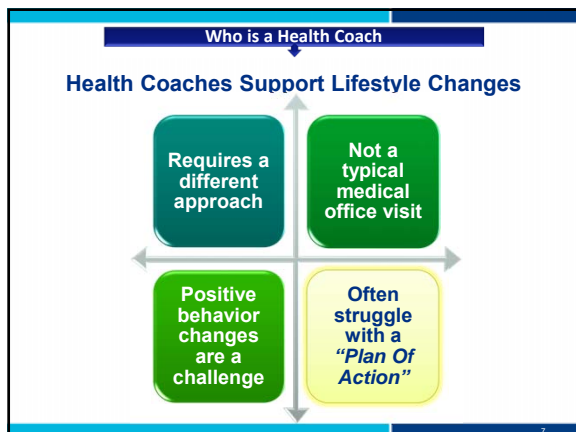 Who is a Health Coach
Health Coaches Support Lifestyle Changes
Requires a
different
approach
Not a
typical
medical
office visit
Positive
behavior
changes
are a
challenge
Often
struggle
with a
“Plan Of
Action”
7